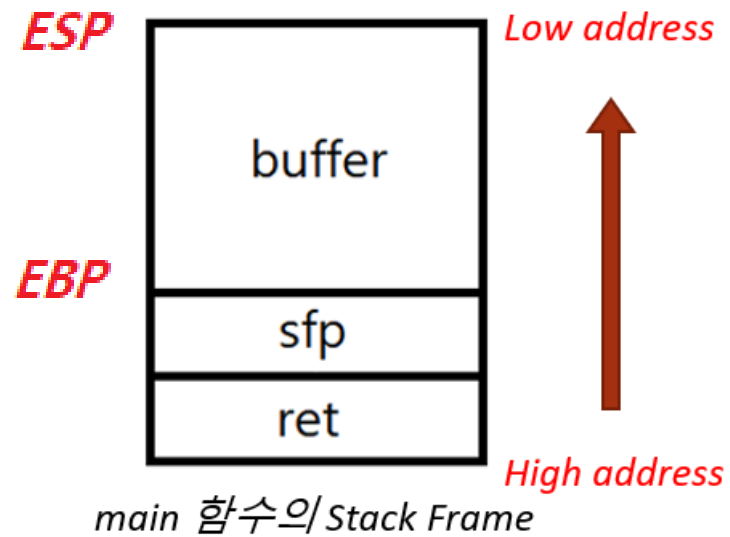 ESP
Low address
buffer
EBP
sfp
ret
High address
main 함수의 Stack Frame